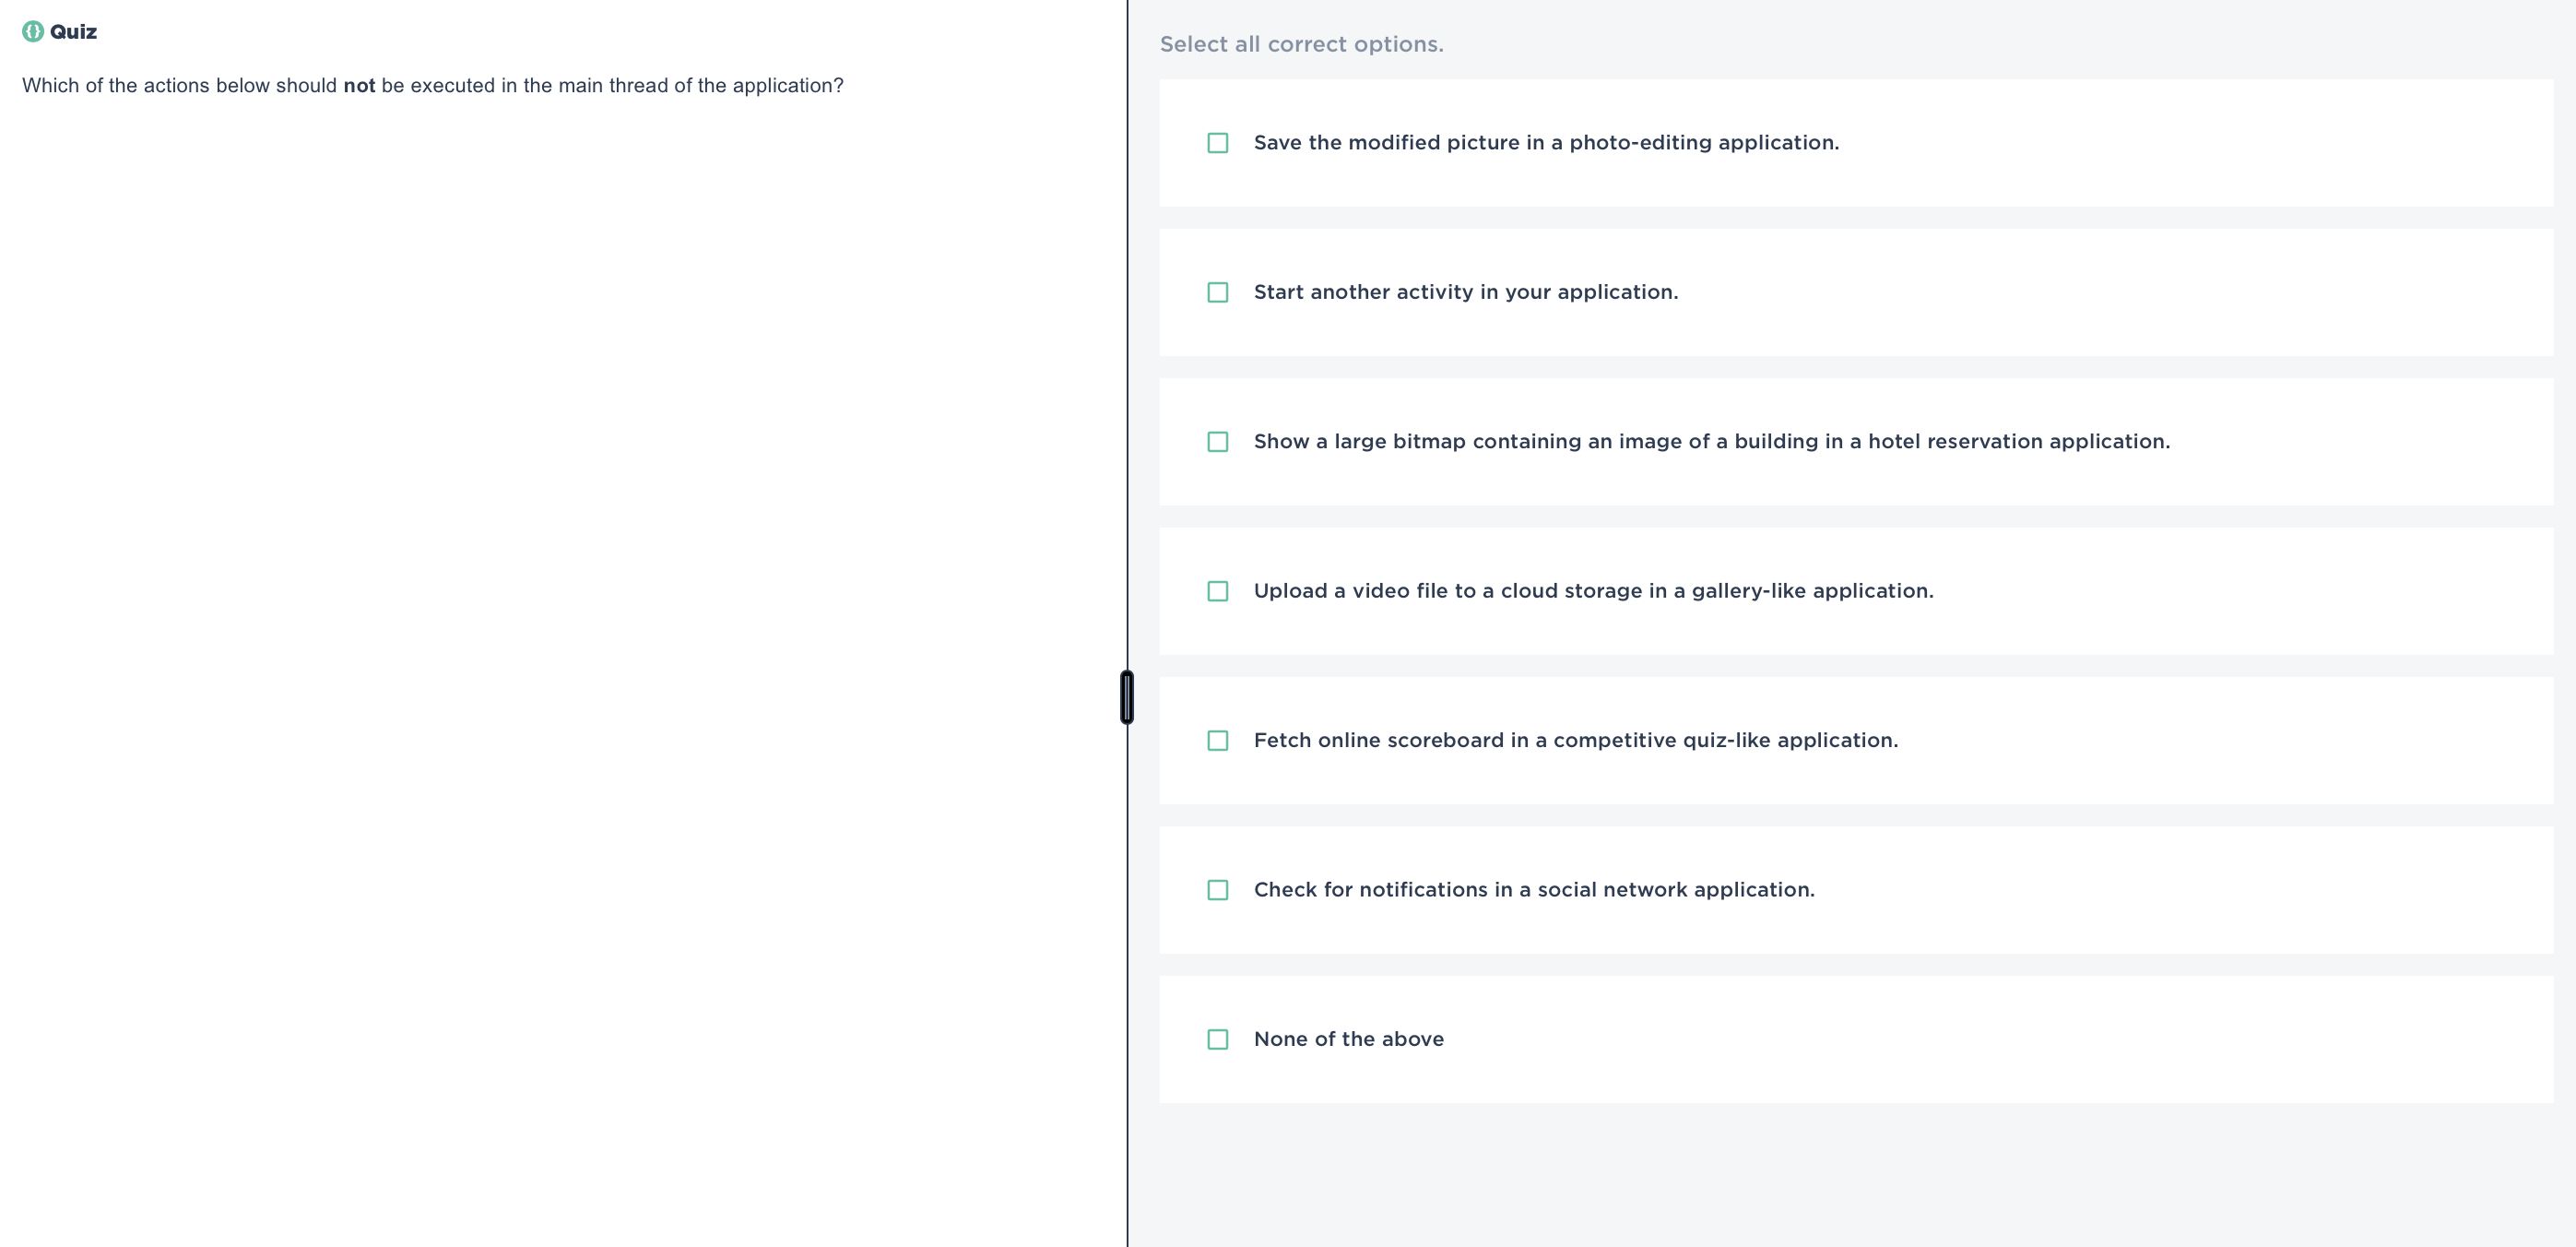 Quiz
Which of the actions below should not be executed in the main thread of the application?
Select all correct options.
Save the modified picture in a photo-editing application.
Start another activity in your application.
Show a large bitmap containing an image of a building in a hotel reservation application.
Upload a video file to a cloud storage in a gallery-like application.
Fetch online scoreboard in a competitive quiz-like application.
Check for notifications in a social network application.
None of the above